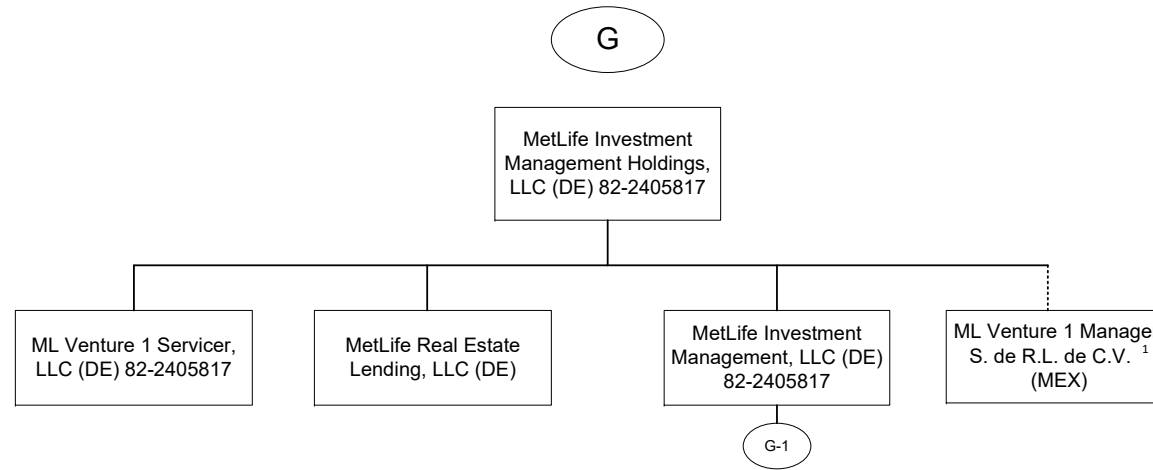 G
MetLife Investment
Management Holdings,
LLC (DE) 82-2405817
ML Venture 1 Servicer,
LLC (DE) 82-2405817
MetLife Real Estate
Lending, LLC (DE)
MetLife Investment
Management, LLC (DE)
82-2405817
ML Venture 1 Manage
S. de R.L. de C.V. 1
(MEX)
G-1